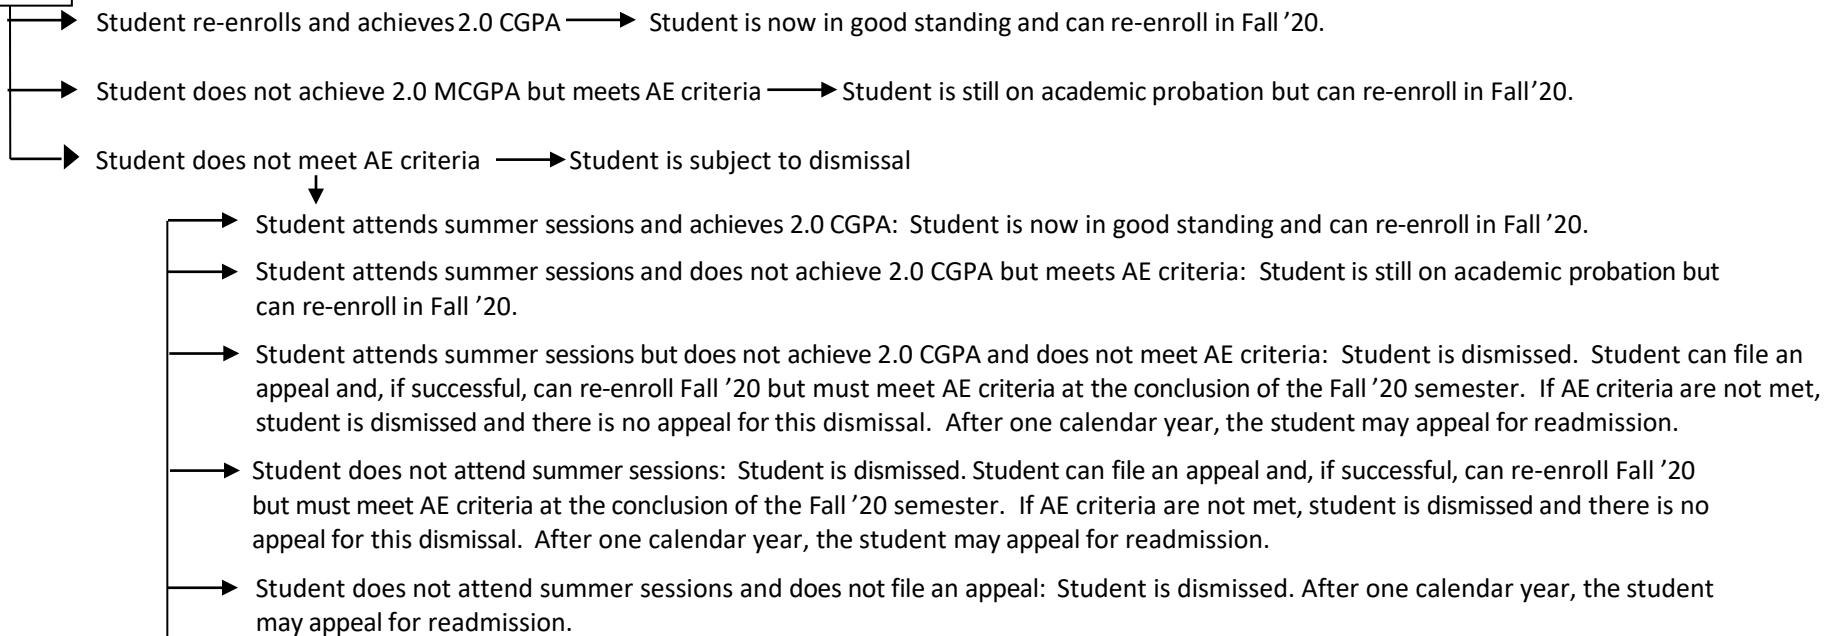 Student re-enrolls and achieves 2.0 CGPA Student is now in good standing and can re-enroll in Fall '20.
Student does not achieve 2.0 MCGPA but meets AE criteria Student is still on academic probation but can re-enroll in Fall'20.
Student does not meet AE criteria Student is subject to dismissal
Student attends summer sessions and achieves 2.0 CGPA: Student is now in good standing and can re-enroll in Fall '20.
Student attends summer sessions and does not achieve 2.0 CGPA but meets AE criteria: Student is still on academic probation but
can re-enroll in Fall '20.
Student attends summer sessions but does not achieve 2.0 CGPA and does not meet AE criteria: Student is dismissed. Student can file an
appeal and, if successful, can re-enroll Fall '20 but must meet AE criteria at the conclusion of the Fall '20 semester. If AE criteria are not met,
student is dismissed and there is no appeal for this dismissal. After one calendar year, the student may appeal for readmission.
Student does not attend summer sessions: Student is dismissed. Student can file an appeal and, if successful, can re-enroll Fall '20
but must meet AE criteria at the conclusion of the Fall '20 semester. If AE criteria are not met, student is dismissed and there is no
appeal for this dismissal. After one calendar year, the student may appeal for readmission.
Student does not attend summer sessions and does not file an appeal: Student is dismissed. After one calendar year, the student
may appeal for readmission.